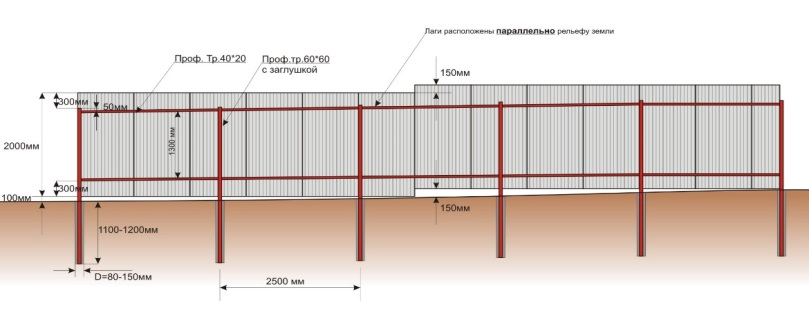 Лаги расположены параллельно рельефу земли
Проф. Тр.40*20
Проф.тр.60*60
с заглушкой
150мм
300мм
50мм
2000мм
1300 мм
300мм
100мм
150мм
1100-1200мм
D=80-150мм
2500 мм